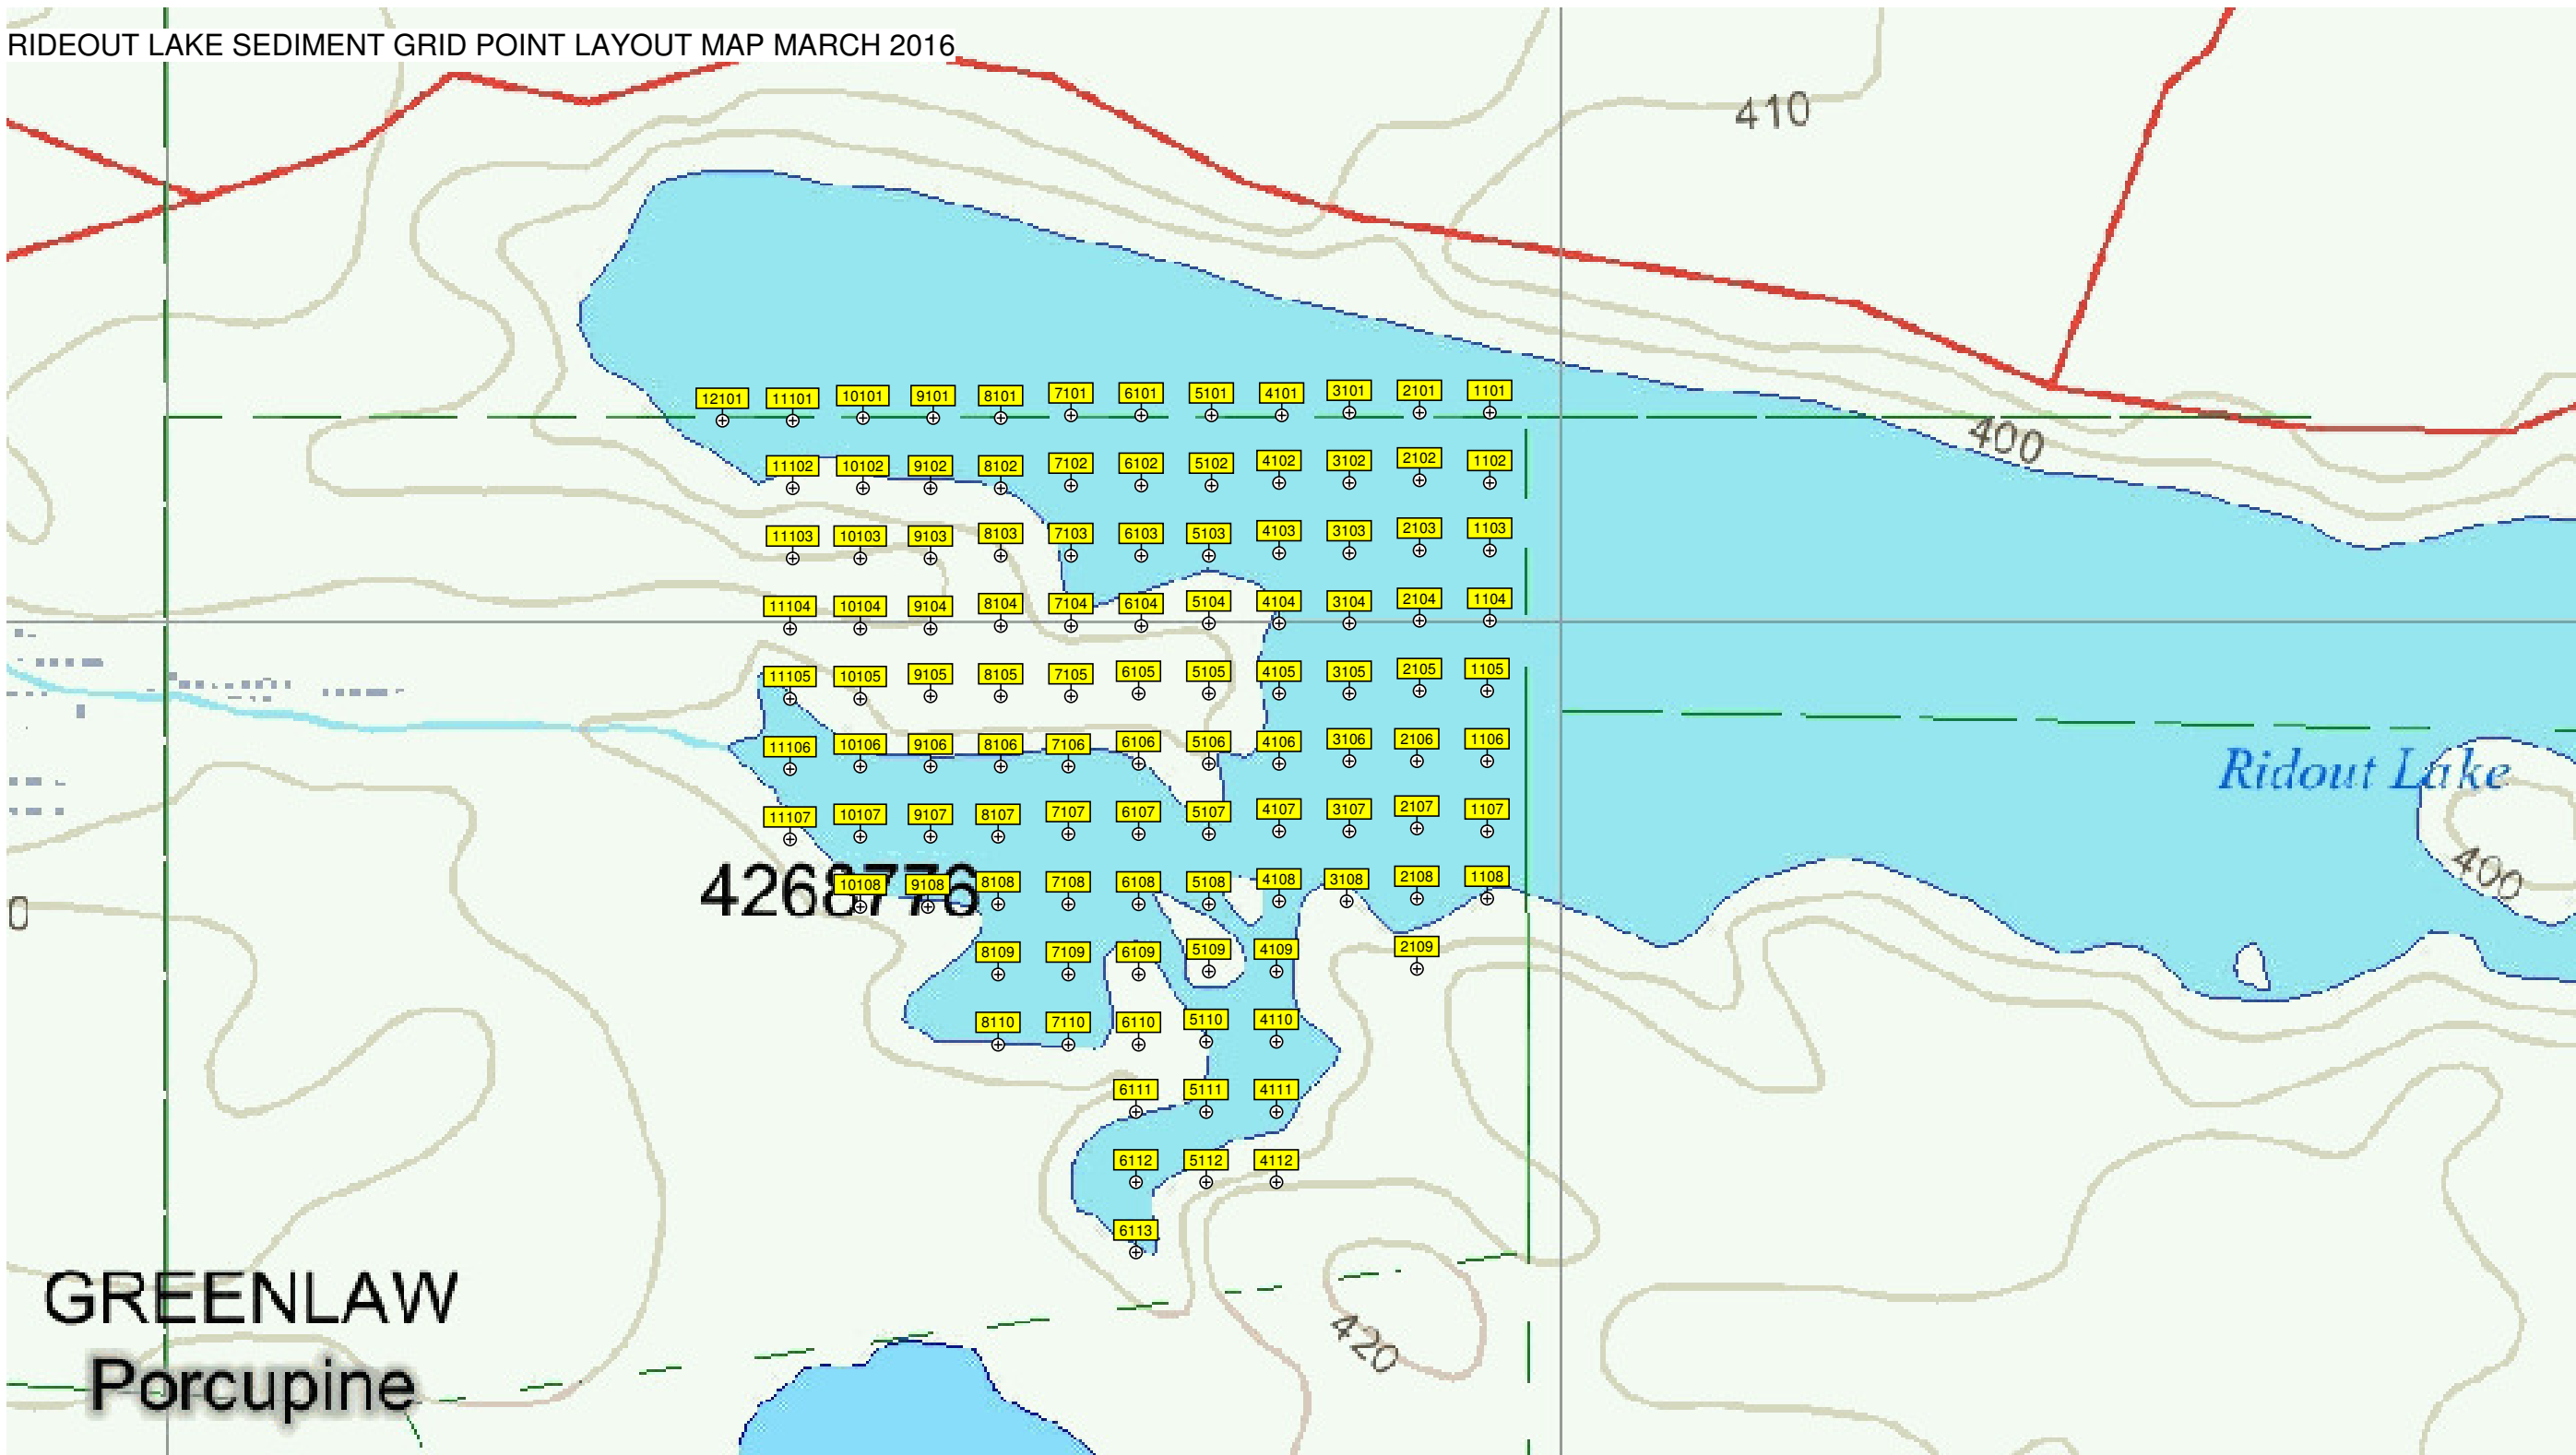 RIDEOUT LAKE SEDIMENT GRID POINT LAYOUT MAP MARCH 2016
410
400
12101 11101 10101 9101 8101 7101 6101 5101 4101 3101 2101 1101
11102 10102 9102 8102 7102 6102 5102 4102 3102 2102 1102
11103 10103 9103 8103 7103 6103 5103 4103 3103 2103 1103
11104 10104 9104 8104 7104 6104 5104 4104 3104 2104 1104
11105 10105 9105 8105 7105 6105 5105 4105 3105 2105 1105
11106 10106 9106 8106 7106 6106 5106 4106 3106 2106 1106
Ridout Lake
11107 10107 9107 8107 7107 6107 5107 4107 3107 2107 1107
400
4268776
10108 9108 8108 7108 6108 5108 4108 3108 2108 1108
0
8109 7109 6109 5109 4109 2109
8110 7110 6110 5110 4110
6111 5111 4111
6112 5112 4112
6113
GREENLAW
Porcupine
420